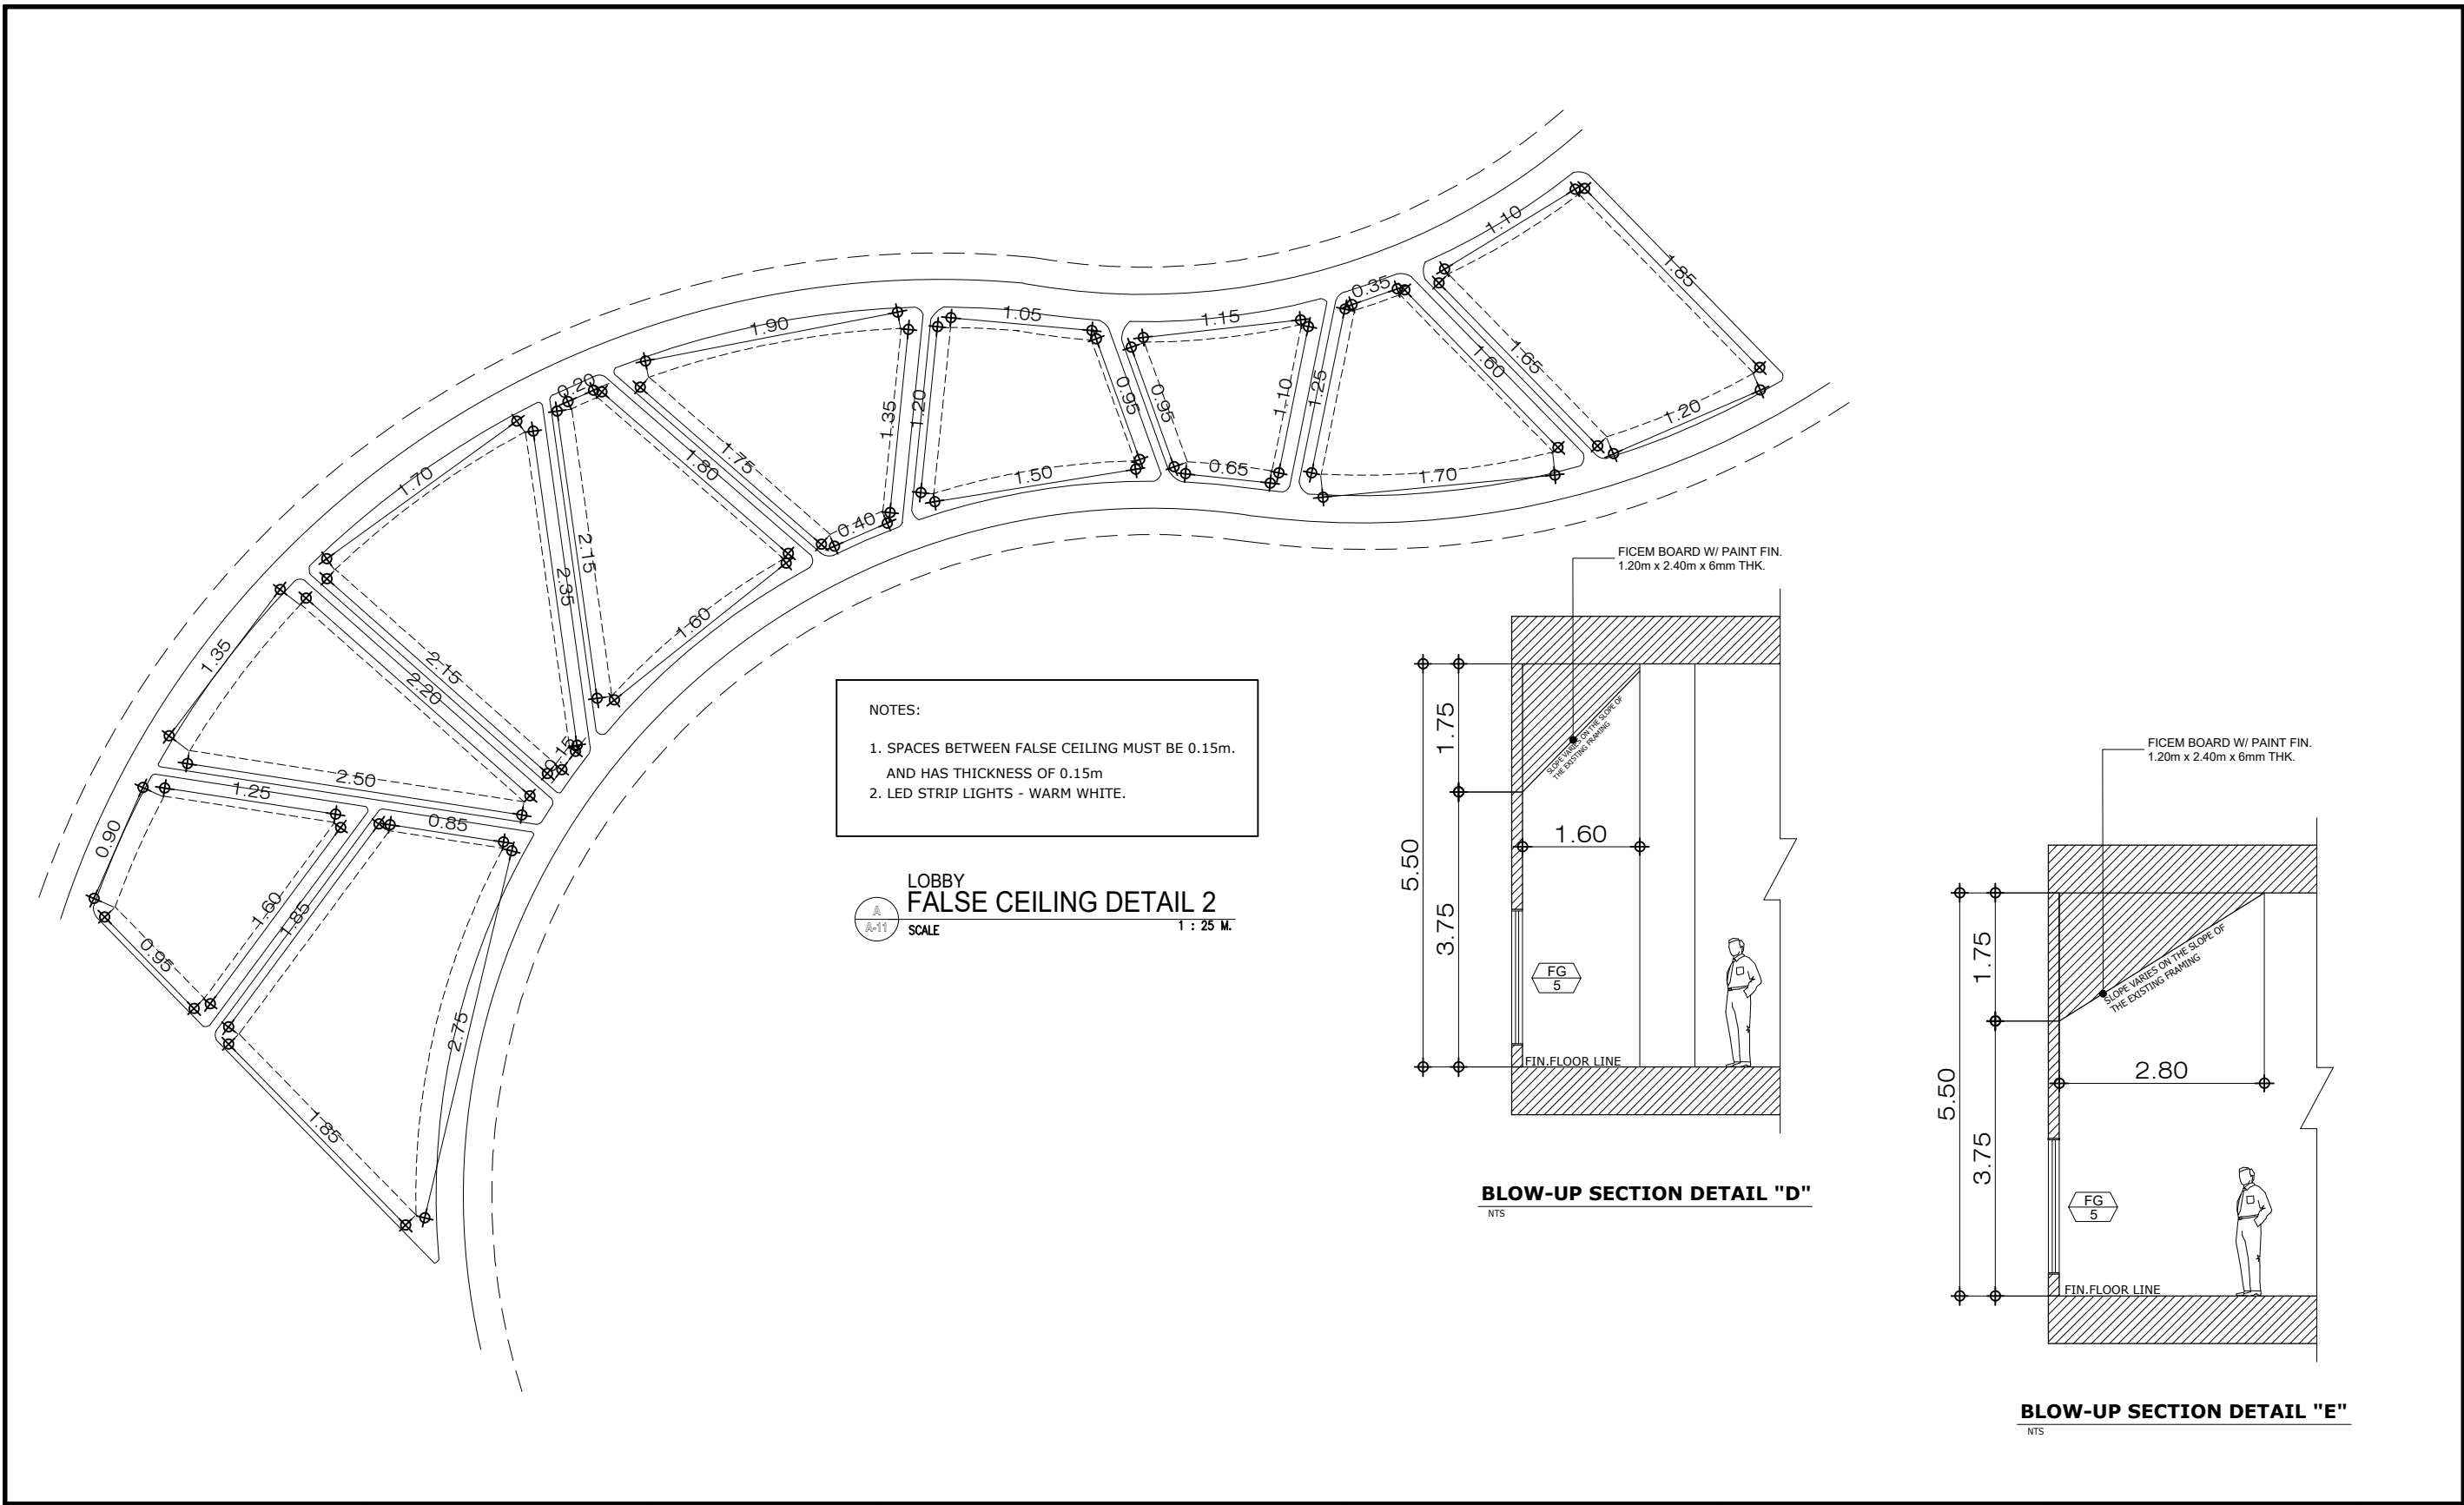 1.10
1.85
1.65
1.20
0.35
1.60
1.25
1.70
1.15
0.95
1.10
0.65
1.05
1.20
0.95
1.50
1.90
1.35
1.75
0.40
0.20
1.80
2.15
1.60
1.70
2.35
2.15
0.15
1.35
2.20
2.50
1.25
0.90
1.60
0.95
0.85
1.85
2.75
1.85
NOTES:
1. SPACES BETWEEN FALSE CEILING MUST BE 0.15m.
AND HAS THICKNESS OF 0.15m
2. LED STRIP LIGHTS - WARM WHITE.
A
A-11
LOBBY
FALSE CEILING DETAIL 2
SCALE 1 : 25 M.
FICEM BOARD W/ PAINT FIN.
1.20m x 2.40m x 6mm THK.
SLOPE VARIES ON THE SLOPE OF
THE EXISTING FRAMING
1.75
5.50
1.60
3.75
FG
5
FIN.FLOOR LINE
BLOW-UP SECTION DETAIL "D"
NTS
FICEM BOARD W/ PAINT FIN.
1.20m x 2.40m x 6mm THK.
SLOPE VARIES ON THE SLOPE OF
THE EXISTING FRAMING
1.75
5.50
2.80
3.75
FG
5
FIN.FLOOR LINE
BLOW-UP SECTION DETAIL "E"
NTS